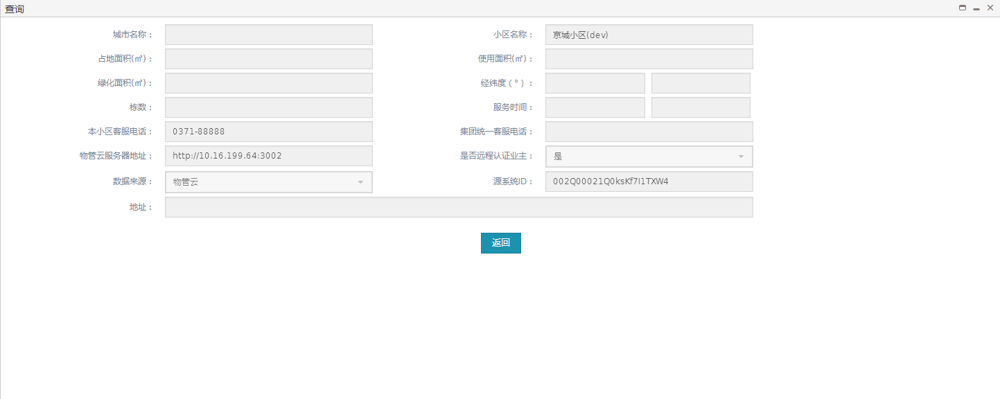 查询
城市名称： 小区名称： 京城小区(dev)
占地面积(㎡)： 使用面积(㎡)：
绿化面积(㎡)： 经纬度（°）：
栋数： 服务时间：
本小区客服电话： 0371-88888 集团统一客服电话：
物管云服务器地址： http://10.16.199.64:3002 是否远程认证业主： 是
数据来源： 物管云 源系统ID： 002Q00021Q0ksKf7I1TXW4
地址：
返回